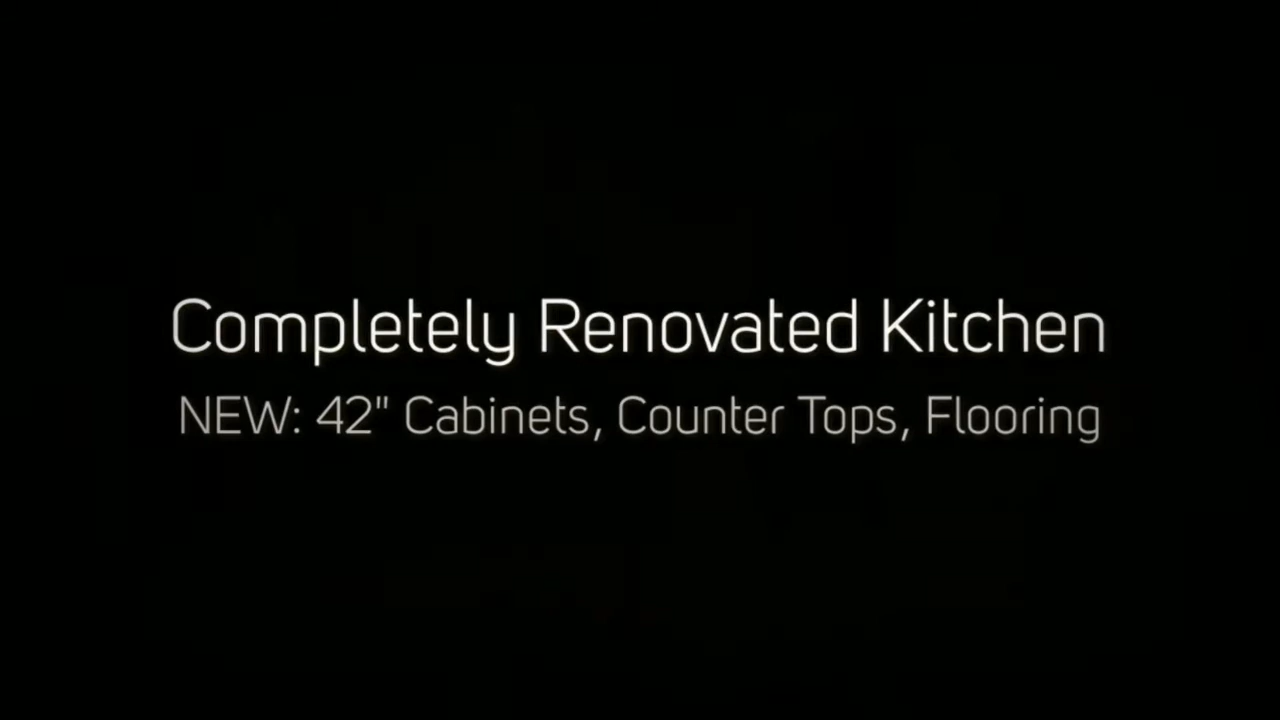 Completely Renovated Kitchen
NEW: 42" Cabinets, Counter Tops, Flooring